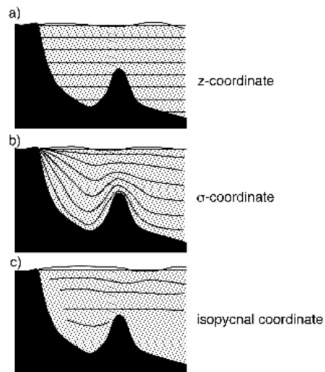 a)
z-coordinate
b)
σ-coordinate
c)
isopycnal coordinate